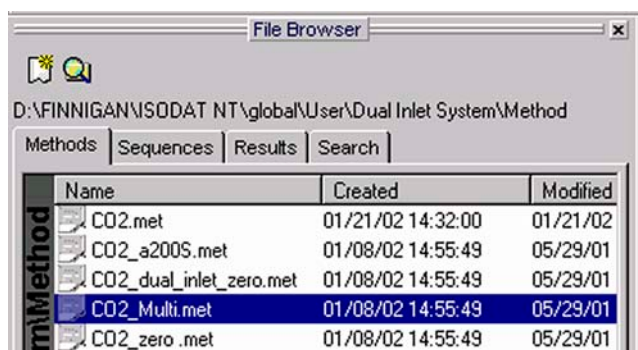 File Browser
D:\FINNIGAN\ISODAT NT\global\User\Dual Inlet System\Method
Methods Sequences Results Search
Name Created Modified
CO2.met 01/21/02 14:32:00 01/21/02
CO2_a200S.met 01/08/02 14:55:49 05/29/01
CO2_dual_inlet_zero.met 01/08/02 14:55:49 05/29/01
CO2_Multi.met 01/08/02 14:55:49 05/29/01
CO2_zero .met 01/08/02 14:55:49 05/29/01
m\Method